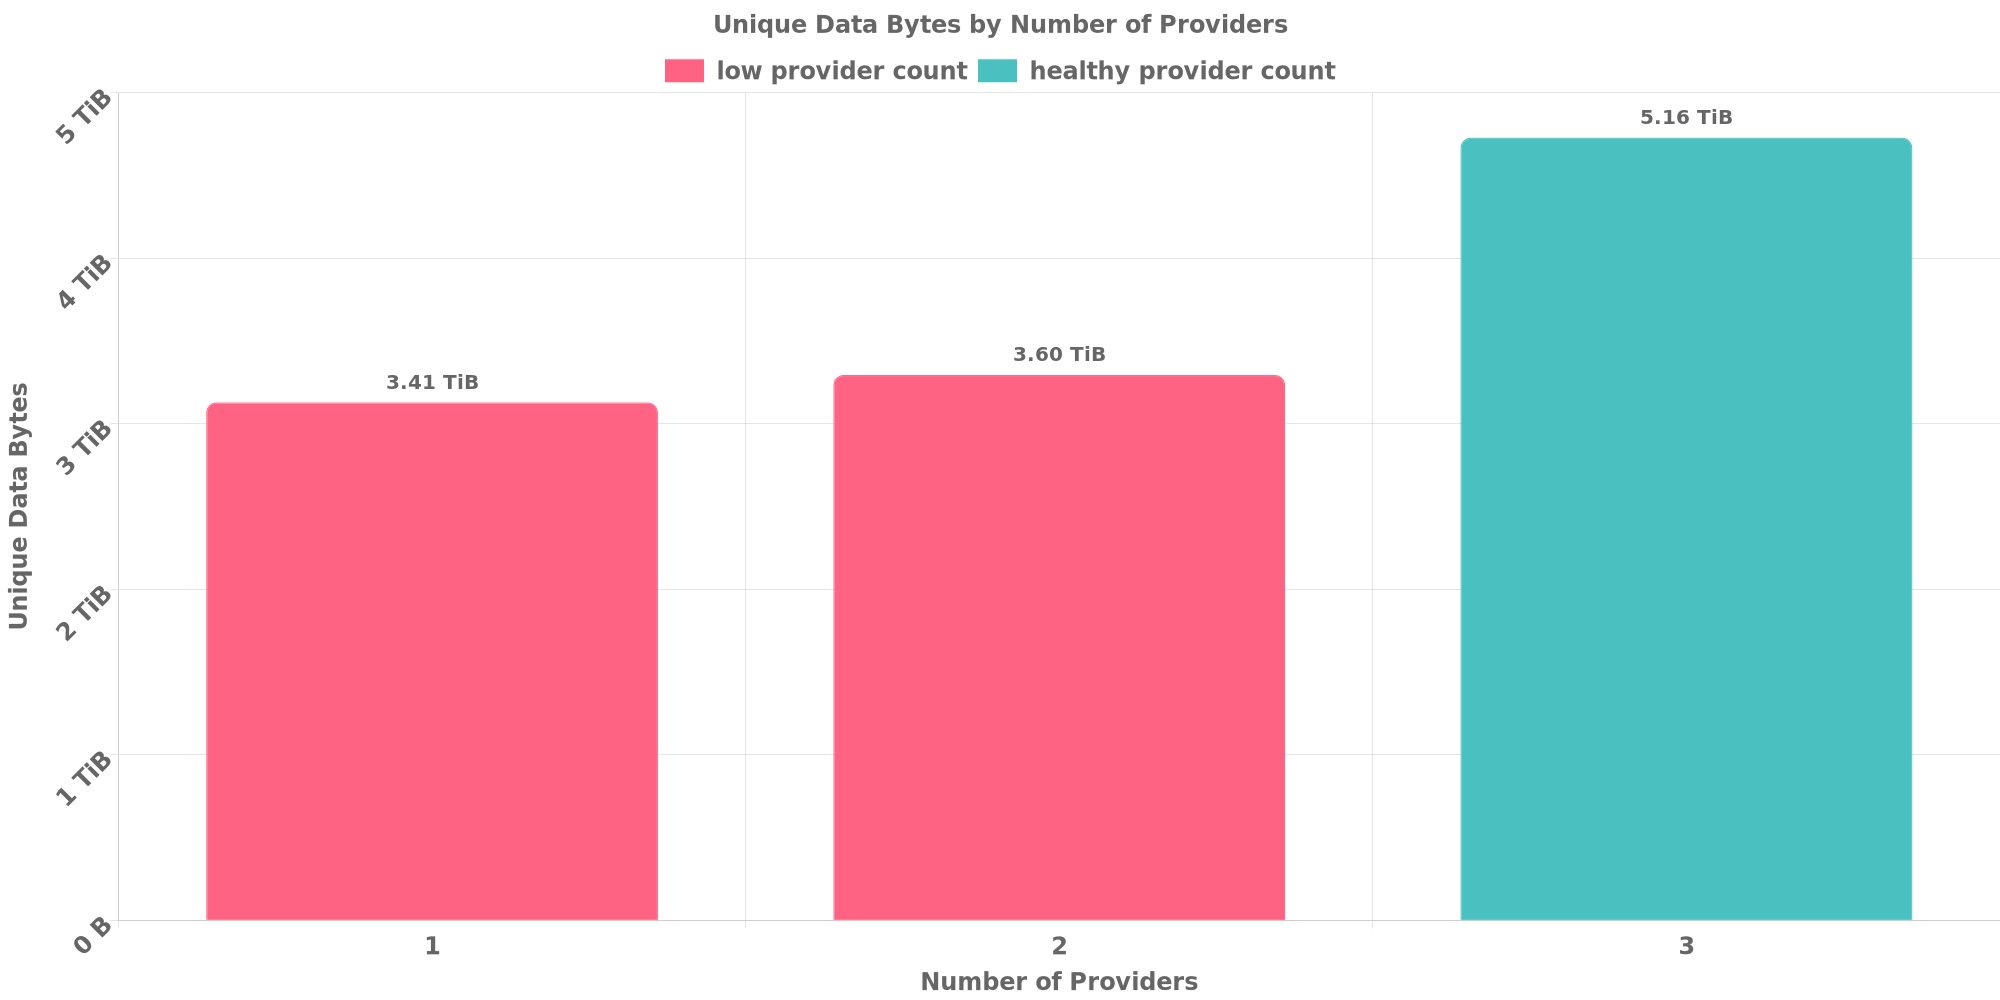 Unique Data Bytes by Number of Providers
low provider count healthy provider count
5 TiB
4 TiB
3 TiB
2 TiB
1 TiB
0 B
Unique Data Bytes
3.41 TiB
3.60 TiB
5.16 TiB
1 2 3
Number of Providers